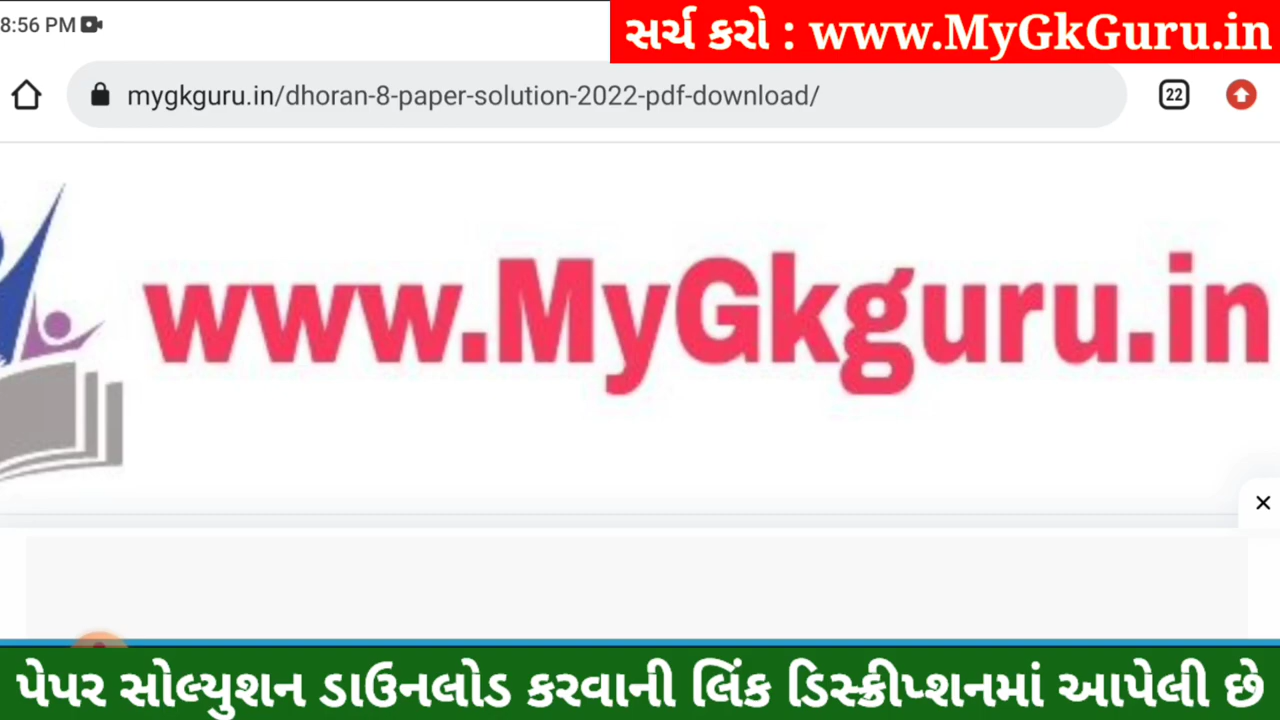 8:56 PM
સર્ચ કરો : www.MyGkGuru.in
mygkguru.in/dhoran-8-paper-solution-2022-pdf-download/
22
www.MyGkguru.in
પેપર સોલ્યુશન ડાઉનલોડ કરવાની લિંક ડિસ્ક્રીપ્શનમાં આપેલી છે